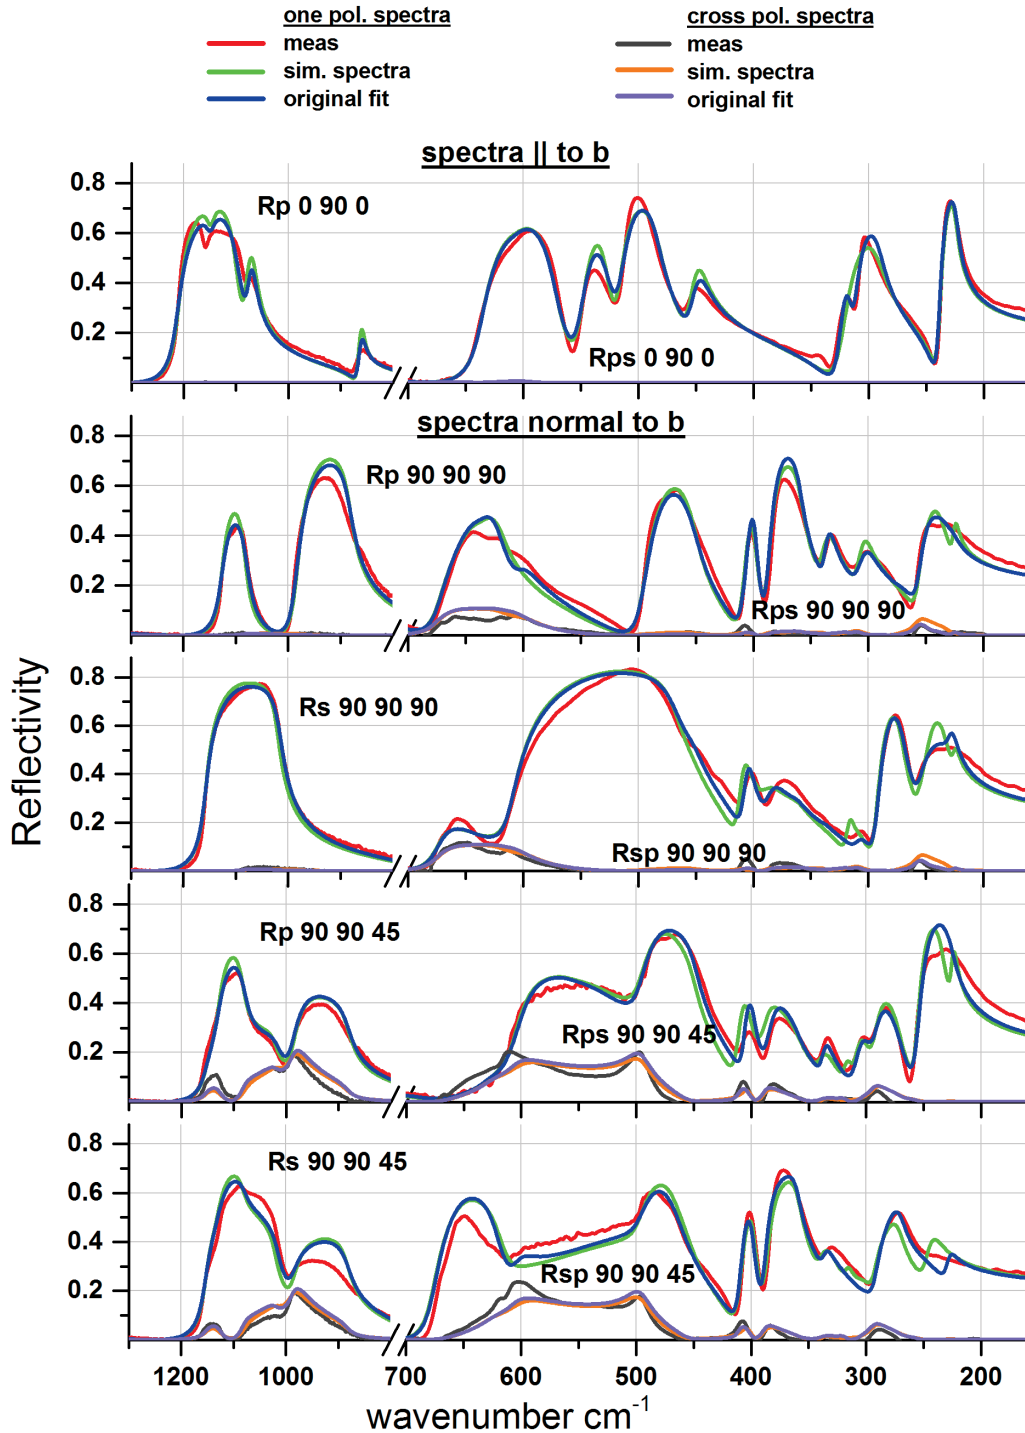 one pol. spectra cross pol. spectra
meas meas
sim. spectra sim. spectra
original fit original fit
spectra || to b
0.8
Rp 0 90 0
0.6
0.4
Rps 0 90 0
0.2
spectra normal to b
0.8
Rp 90 90 90
0.6
0.4
0.2
Rps 90 90 90
0.8
Rs 90 90 90
0.6
0.4
0.2
Rsp 90 90 90
0.8
Rp 90 90 45
0.6
0.4
Rps 90 90 45
0.2
0.8
Rs 90 90 45
0.6
0.4
Rsp 90 90 45
0.2
Reflectivity
1200 1000 700 600 500 400 300 200
wavenumber cm-1